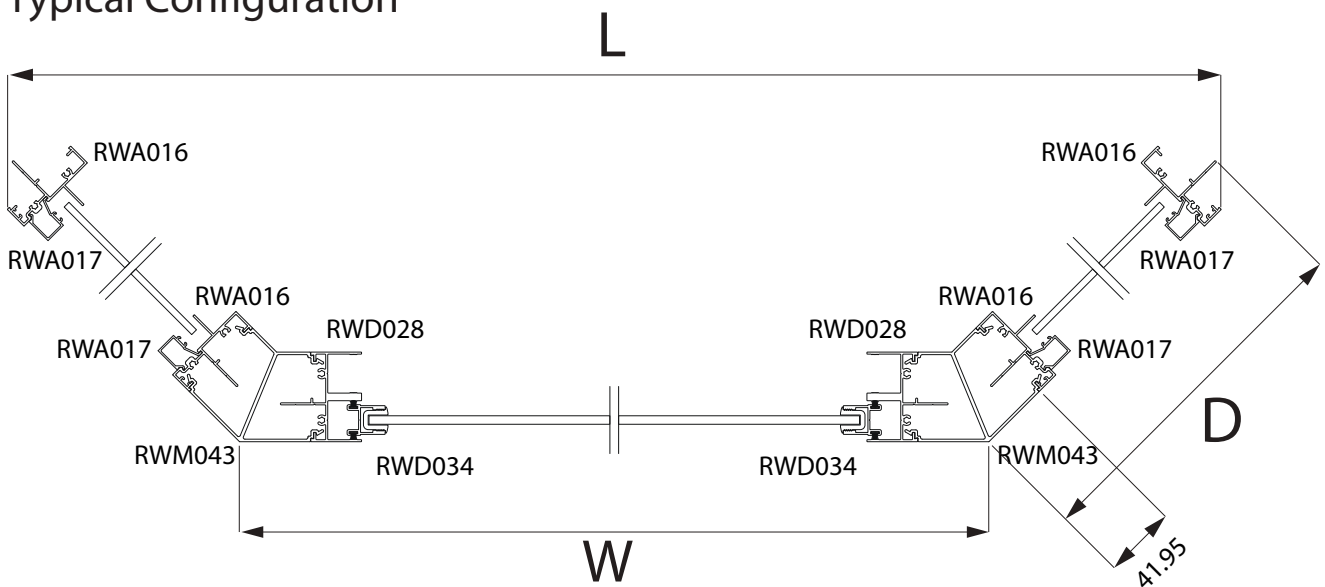 Typical Configuration
L
RWA016
RWA016
RWA017
RWA017
RWA016
RWA016
RWA017
RWD028
RWD028
RWA017
D
RWM043
RWD034
RWD034
RWM043
W
41.95